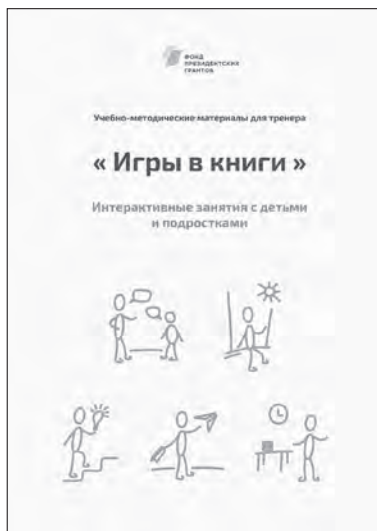 ФОНД
ПРЕЗИДЕНТСКИХ
ГРАНТОВ
Учебно-методические материалы для тренера
« Игры в книги »
Интерактивные занятия с детьми
и подростками